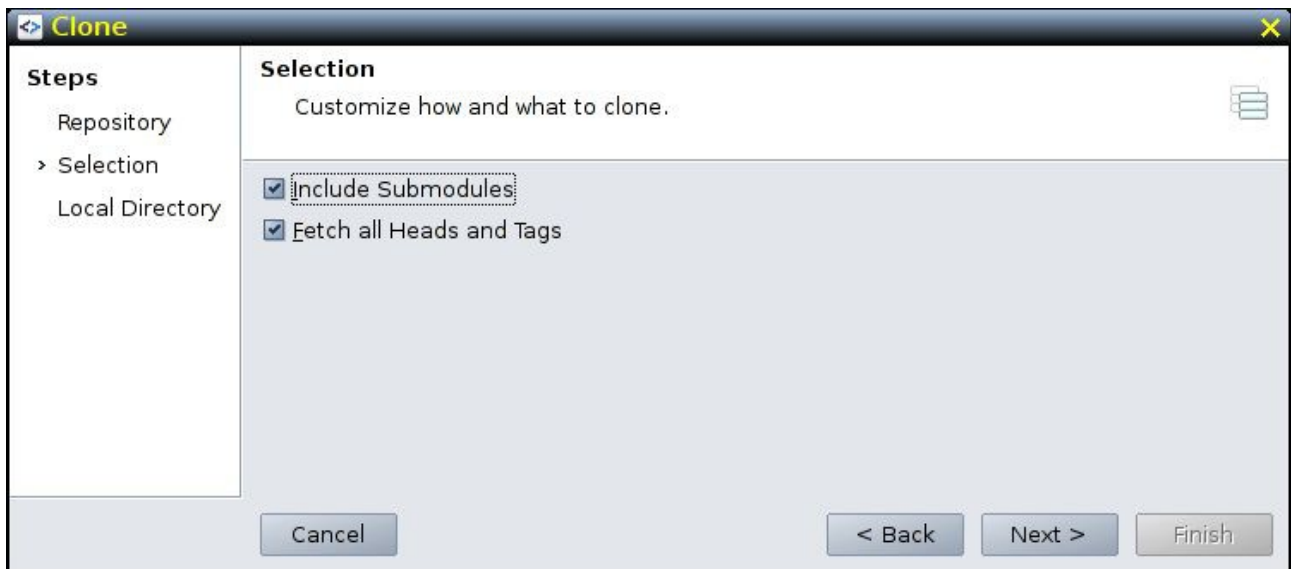 Clone
Steps
Repository
> Selection
Local Directory
Selection
Customize how and what to clone.
Include Submodules
Fetch all Heads and Tags
Cancel
< Back
Next >
Finish